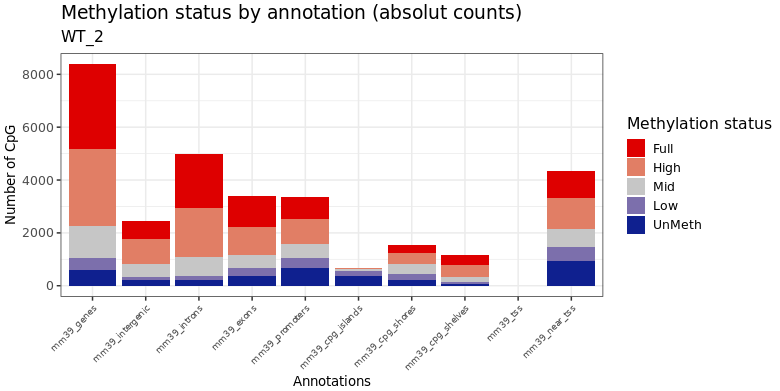 Methylation status by annotation (absolut counts)
WT_2
Number of CpG
8000
6000
4000
2000
0
mm39_genes
mm39_intergenic
mm39_introns
mm39_exons
mm39_promoters
mm39_cpg_islands
mm39_cpg_shores
mm39_cpg_shelves
mm39_tss
mm39_near_tss
Annotations
Methylation status
Full
High
Mid
Low
UnMeth